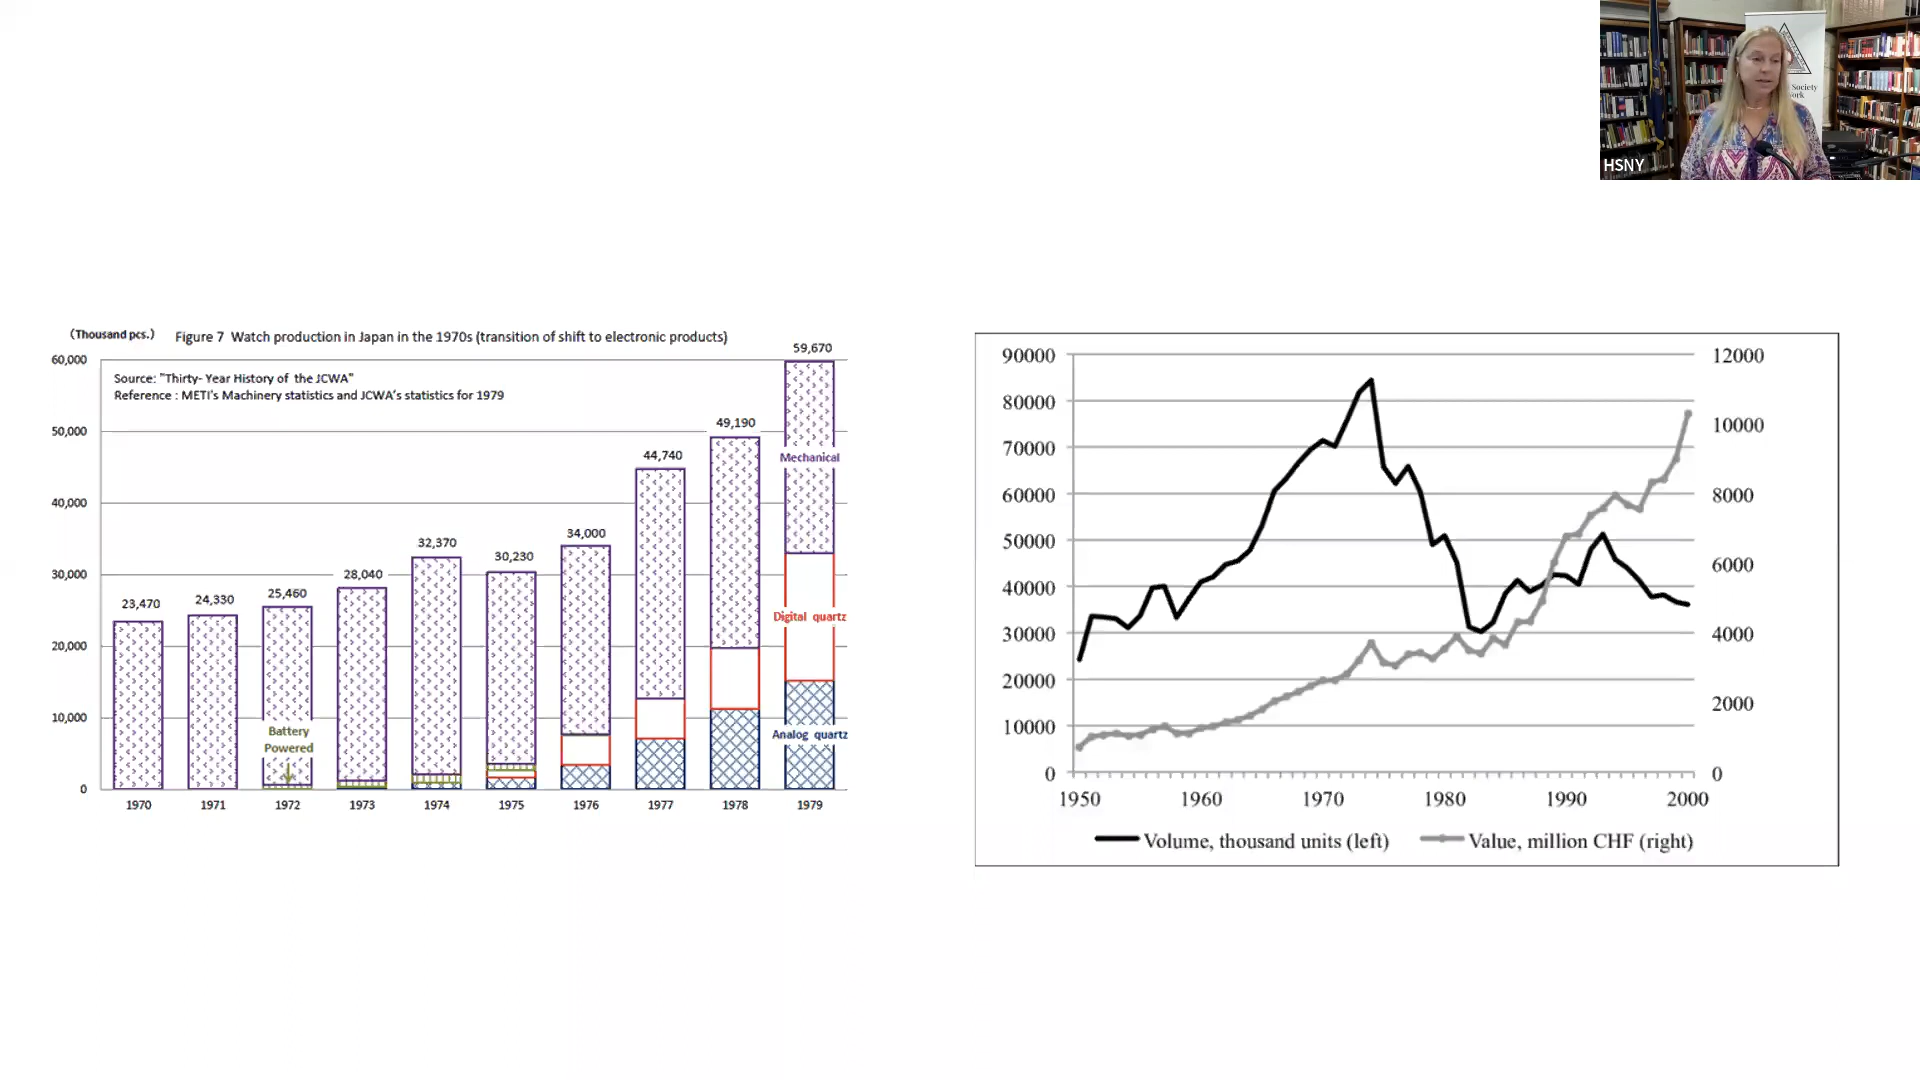 Society
HSNY
(Thousand pcs.)
Figure 7 Watch production in Japan in the 1970s (transition of shift to electronic products)
Source: "Thirty- Year History of the JCWA"
Reference : METI's Machinery statistics and JCWA's statistics for 1979
60,000
50,000
40,000
30,000
20,000
10,000
0
23,470
24,330
25,460
28,040
32,370
30,230
34,000
44,740
49,190
59,670
Mechanical
Digital quartz
Analog quartz
Battery
Powered
1970 1971 1972 1973 1974 1975 1976 1977 1978 1979
90000
80000
70000
60000
50000
40000
30000
20000
10000
0
12000
10000
8000
6000
4000
2000
0
1950 1960 1970 1980 1990 2000
Volume, thousand units (left) Value, million CHF (right)